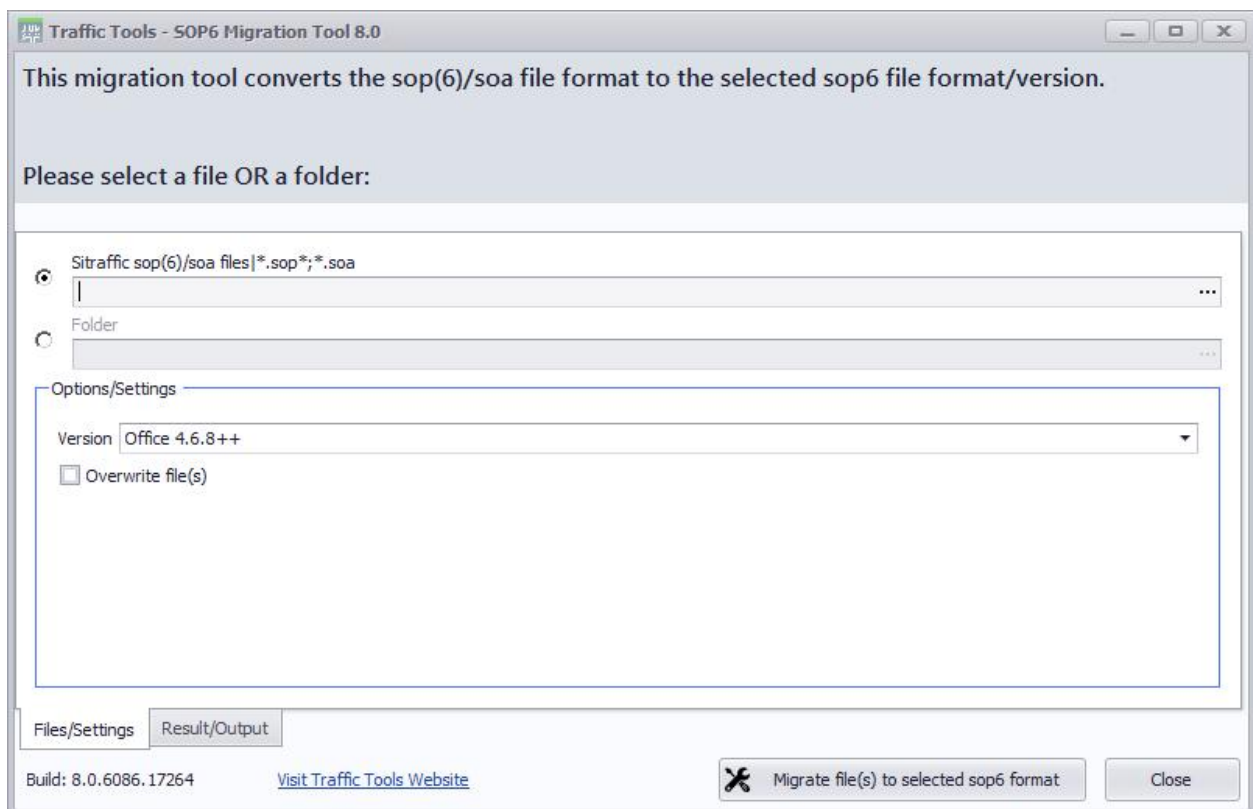 Traffic Tools - SOP6 Migration Tool 8.0
This migration tool converts the sop(6)/soa file format to the selected sop6 file format/version.
Please select a file OR a folder:
Sitraffic sop(6)/soa files|*.sop*;*.soa
...
Folder
...
Options/Settings
Version Office 4.6.8++
Overwrite file(s)
Files/Settings Result/Output
Build: 8.0.6086.17264 Visit Traffic Tools Website Migrate file(s) to selected sop6 format Close